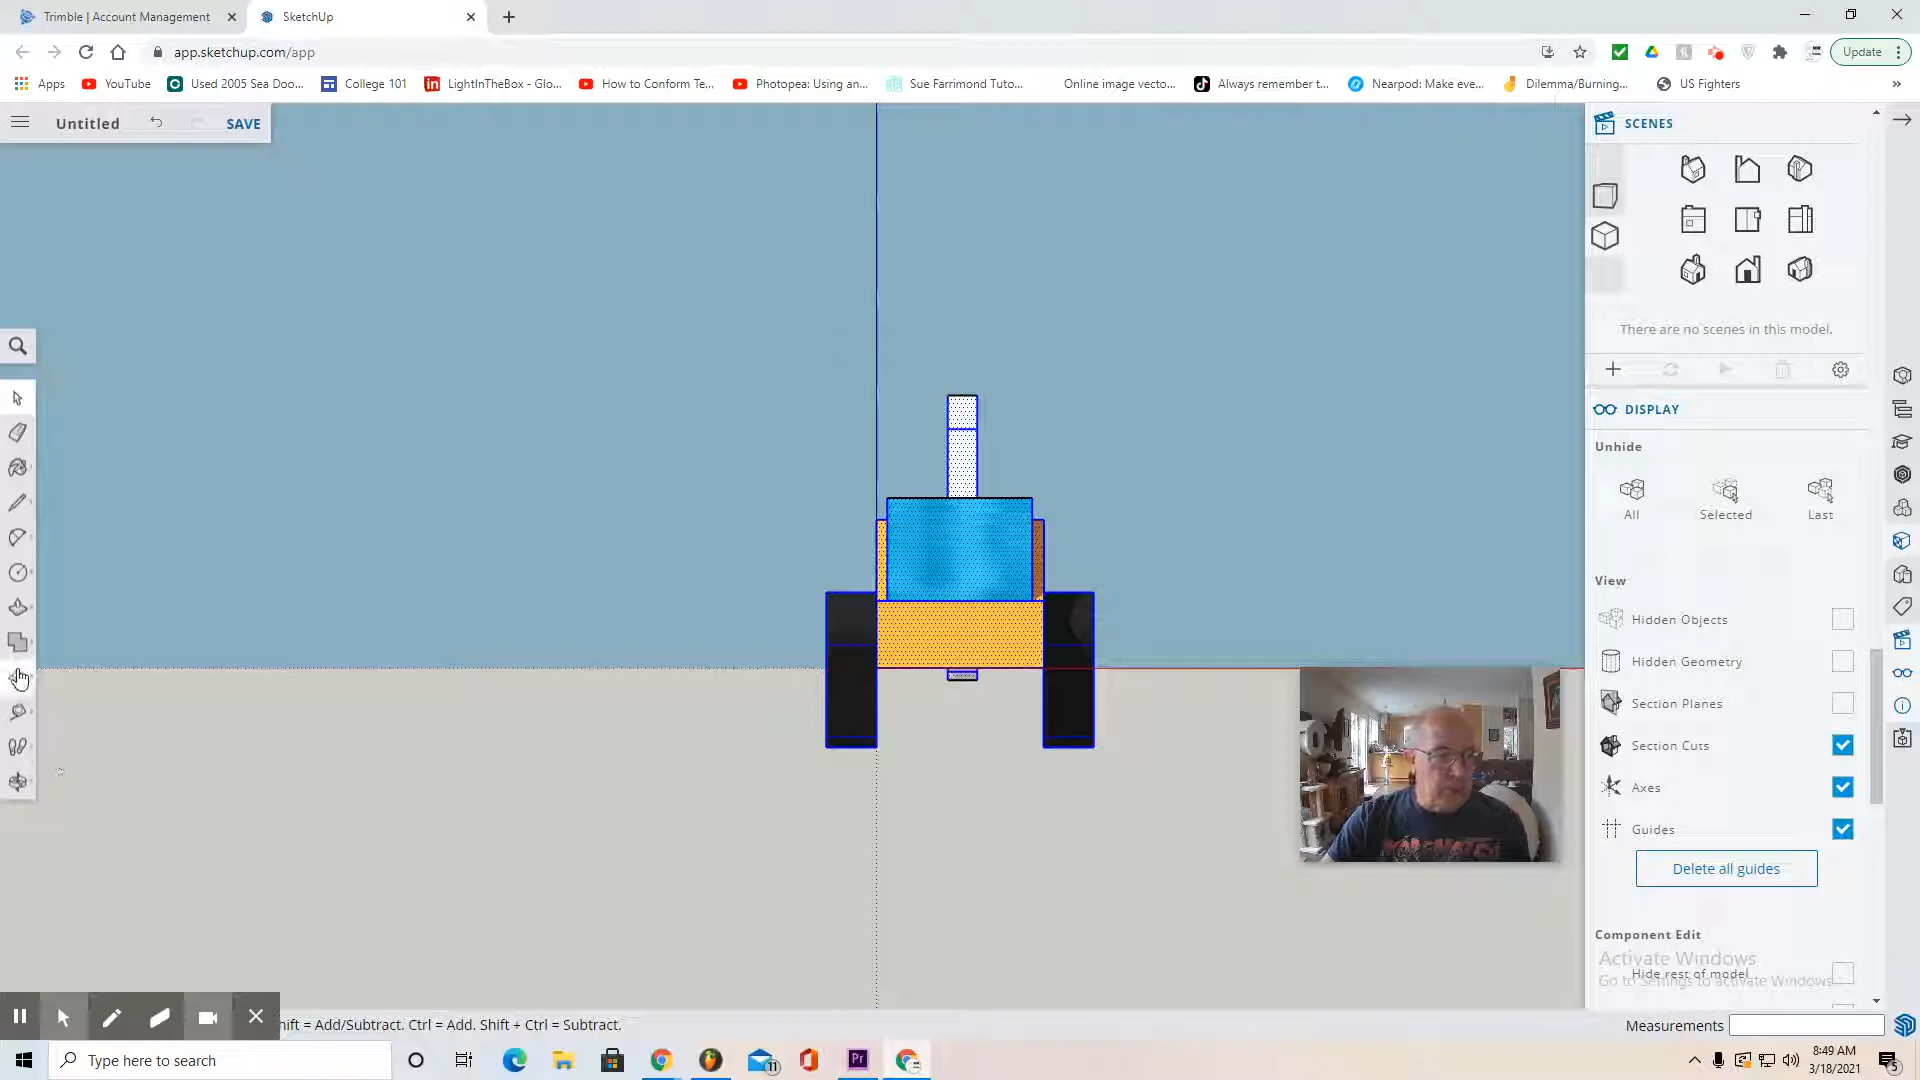 Trimble | Account Management
SketchUp
app.sketchup.com/app
Update
Apps
YouTube
Used 2005 Sea Doo...
College 101
LightInTheBox - Glo...
How to Conform Te...
Photopea: Using an...
Sue Farrimond Tuto...
Online image vecto...
Always remember t...
Nearpod: Make eve...
Dilemma/Burning...
US Fighters
»
Untitled
SAVE
SCENES
There are no scenes in this model.
DISPLAY
Unhide
All
Selected
Last
View
Hidden Objects
Hidden Geometry
Section Planes
Section Cuts
Axes
Guides
Delete all guides
Component Edit
Activate Windows
Hide rest of model
Go to Settings to activate Windows.
hift = Add/Subtract. Ctrl = Add. Shift + Ctrl = Subtract.
Measurements
Type here to search
11
Pr
8:49 AM
3/18/2021
5